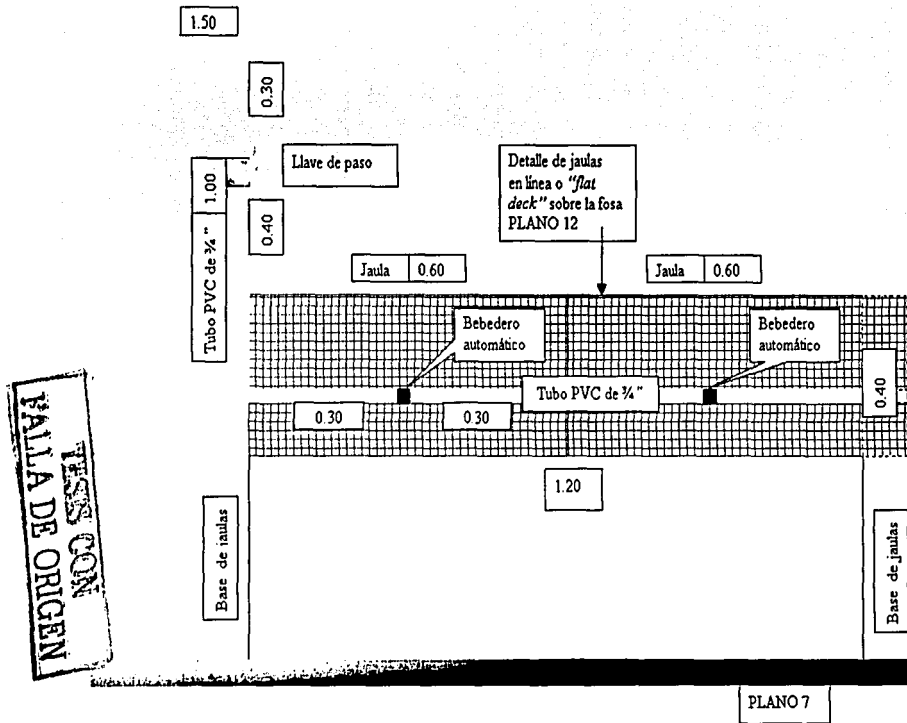 1.50
0.30
Llave de paso
1.00
Tubo PVC de ¾"
0.40
Detalle de jaulas
en línea o "flat
deck" sobre la fosa
PLANO 12
Jaula 0.60
Jaula 0.60
Bebedero
automático
Bebedero
automático
Tubo PVC de ¾"
0.30
0.30
0.40
1.20
Base de jaulas
Base de jaulas
TESIS CON
FALLA DE ORIGEN
PLANO 7